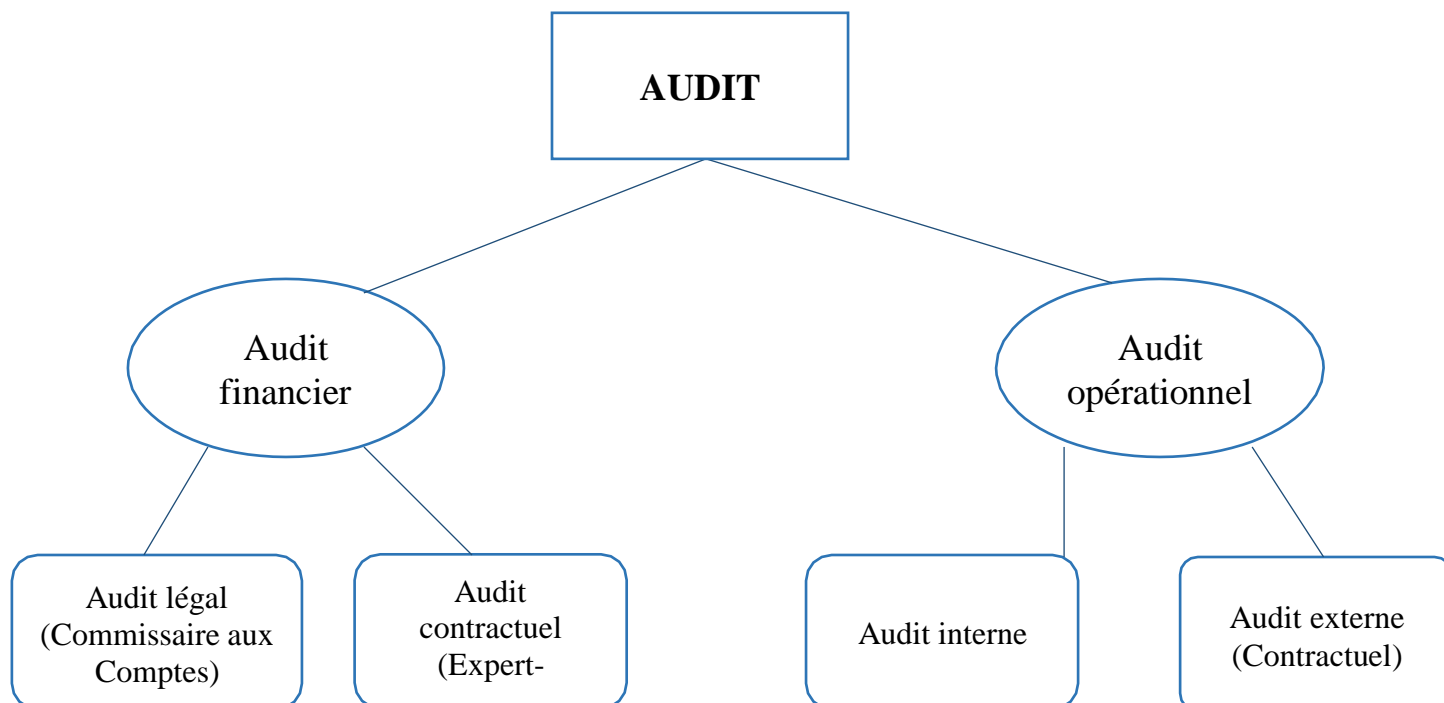 AUDIT
Audit
financier
Audit
opérationnel
Audit légal
(Commissaire aux
Comptes)
Audit
contractuel
(Expert-
Audit interne
Audit externe
(Contractuel)